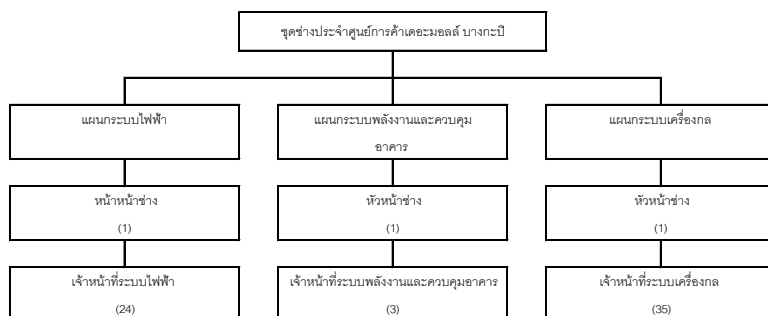 ชุดช่างประจำศูนย์การค้าเดอะมอลล์ บางกะปิ
แผนกระบบไฟฟ้า
แผนกระบบพลังงานและควบคุม
อาคาร
แผนกระบบเครื่องกล
หน้าหน้าช่าง
(1)
หัวหน้าช่าง
(1)
หัวหน้าช่าง
(1)
เจ้าหน้าที่ระบบไฟฟ้า
(24)
เจ้าหน้าที่ระบบพลังงานและควบคุมอาคาร
(3)
เจ้าหน้าที่ระบบเครื่องกล
(35)